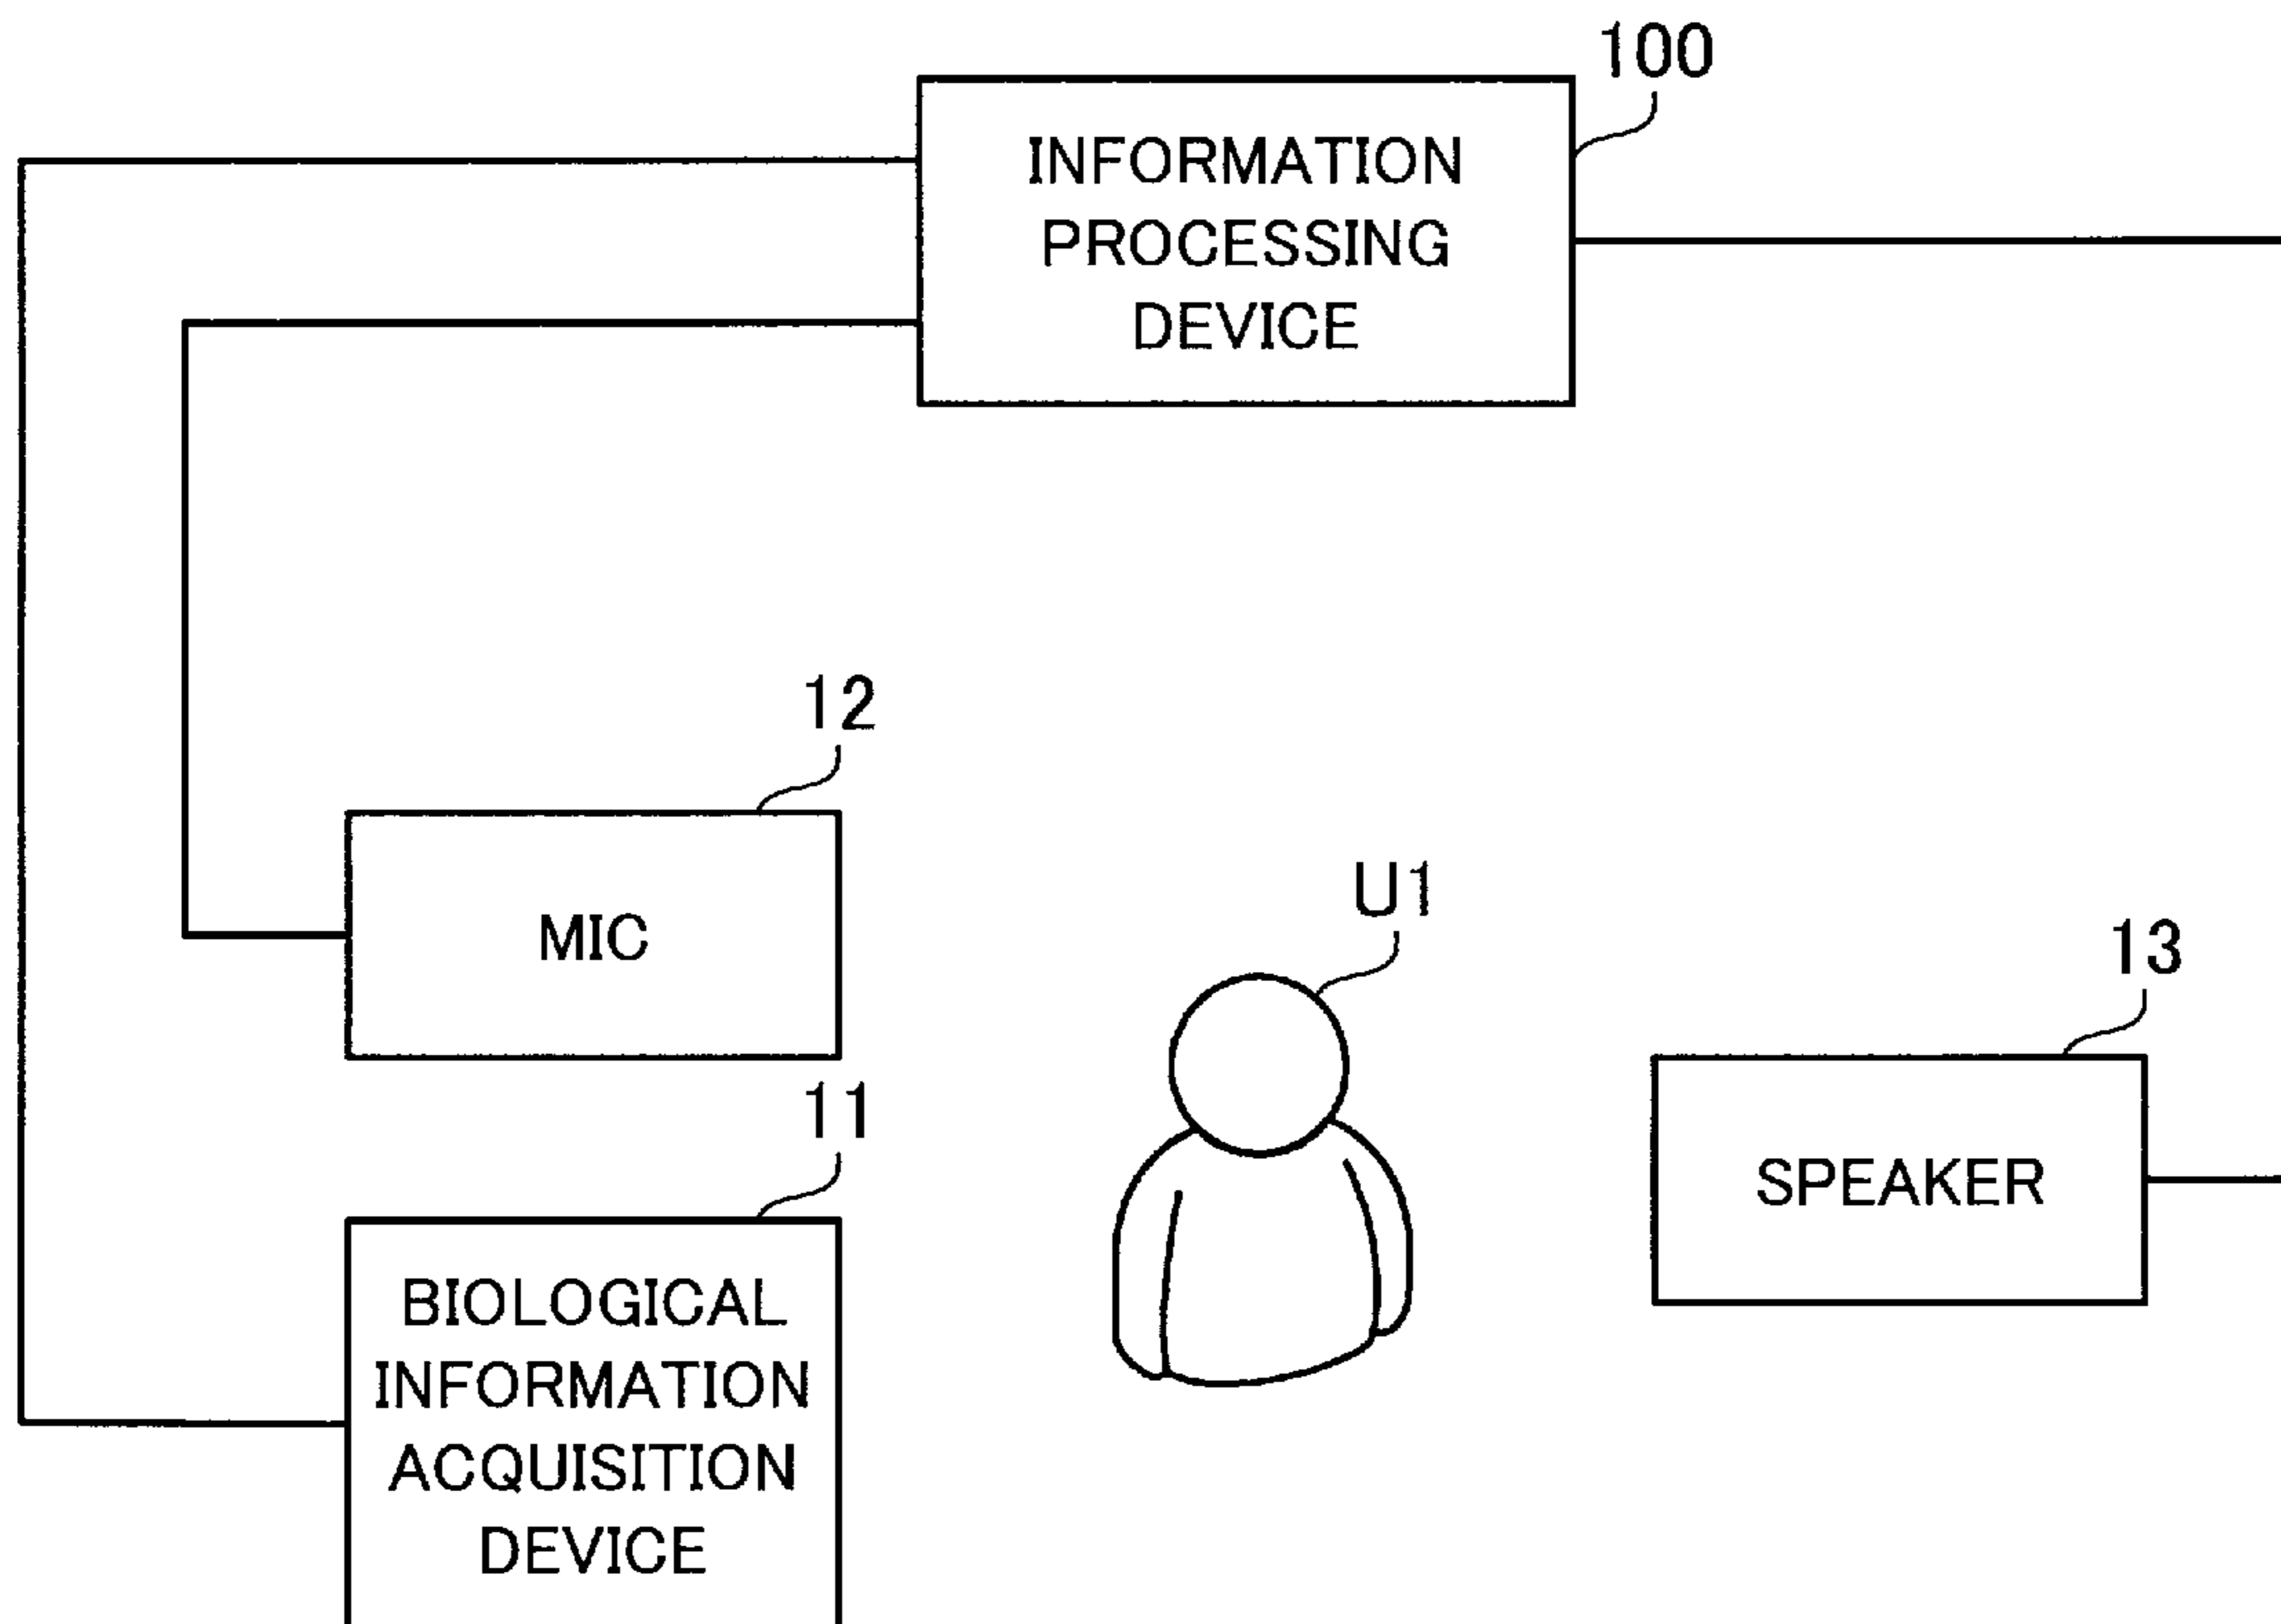 100
INFORMATION
PROCESSING
DEVICE
12
MIC
U1
13
SPEAKER
11
BIOLOGICAL
INFORMATION
ACQUISITION
DEVICE